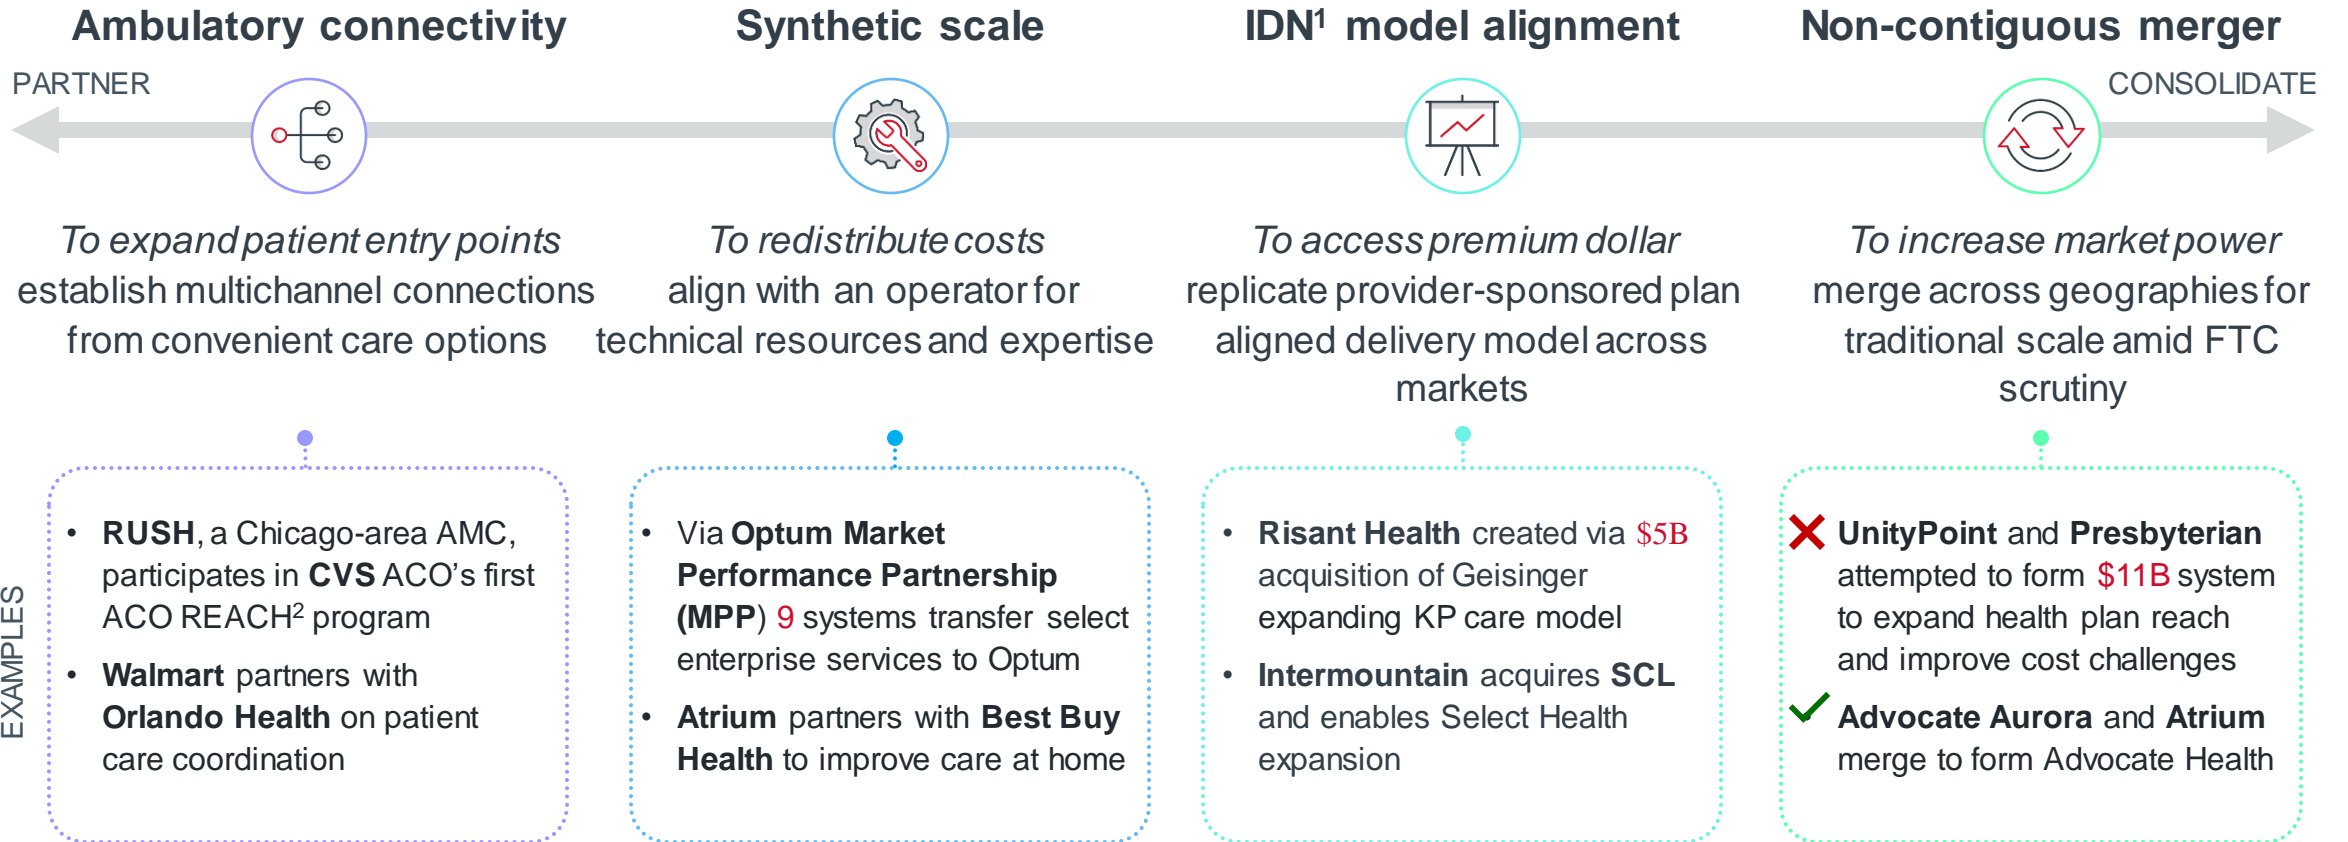 Ambulatory connectivity
Synthetic scale
IDN¹ model alignment
Non-contiguous merger
PARTNER
CONSOLIDATE
To expand patient entry points
establish multichannel connections
from convenient care options
To redistribute costs
align with an operator for
technical resources and expertise
To access premium dollar
replicate provider-sponsored plan
aligned delivery model across
markets
To increase market power
merge across geographies for
traditional scale amid FTC
scrutiny
EXAMPLES
• RUSH, a Chicago-area AMC,
participates in CVS ACO’s first
ACO REACH² program
• Walmart partners with
Orlando Health on patient
care coordination
• Via Optum Market
Performance Partnership
(MPP) 9 systems transfer select
enterprise services to Optum
• Atrium partners with Best Buy
Health to improve care at home
• Risant Health created via $5B
acquisition of Geisinger
expanding KP care model
• Intermountain acquires SCL
and enables Select Health
expansion
UnityPoint and Presbyterian
attempted to form $11B system
to expand health plan reach
and improve cost challenges
Advocate Aurora and Atrium
merge to form Advocate Health